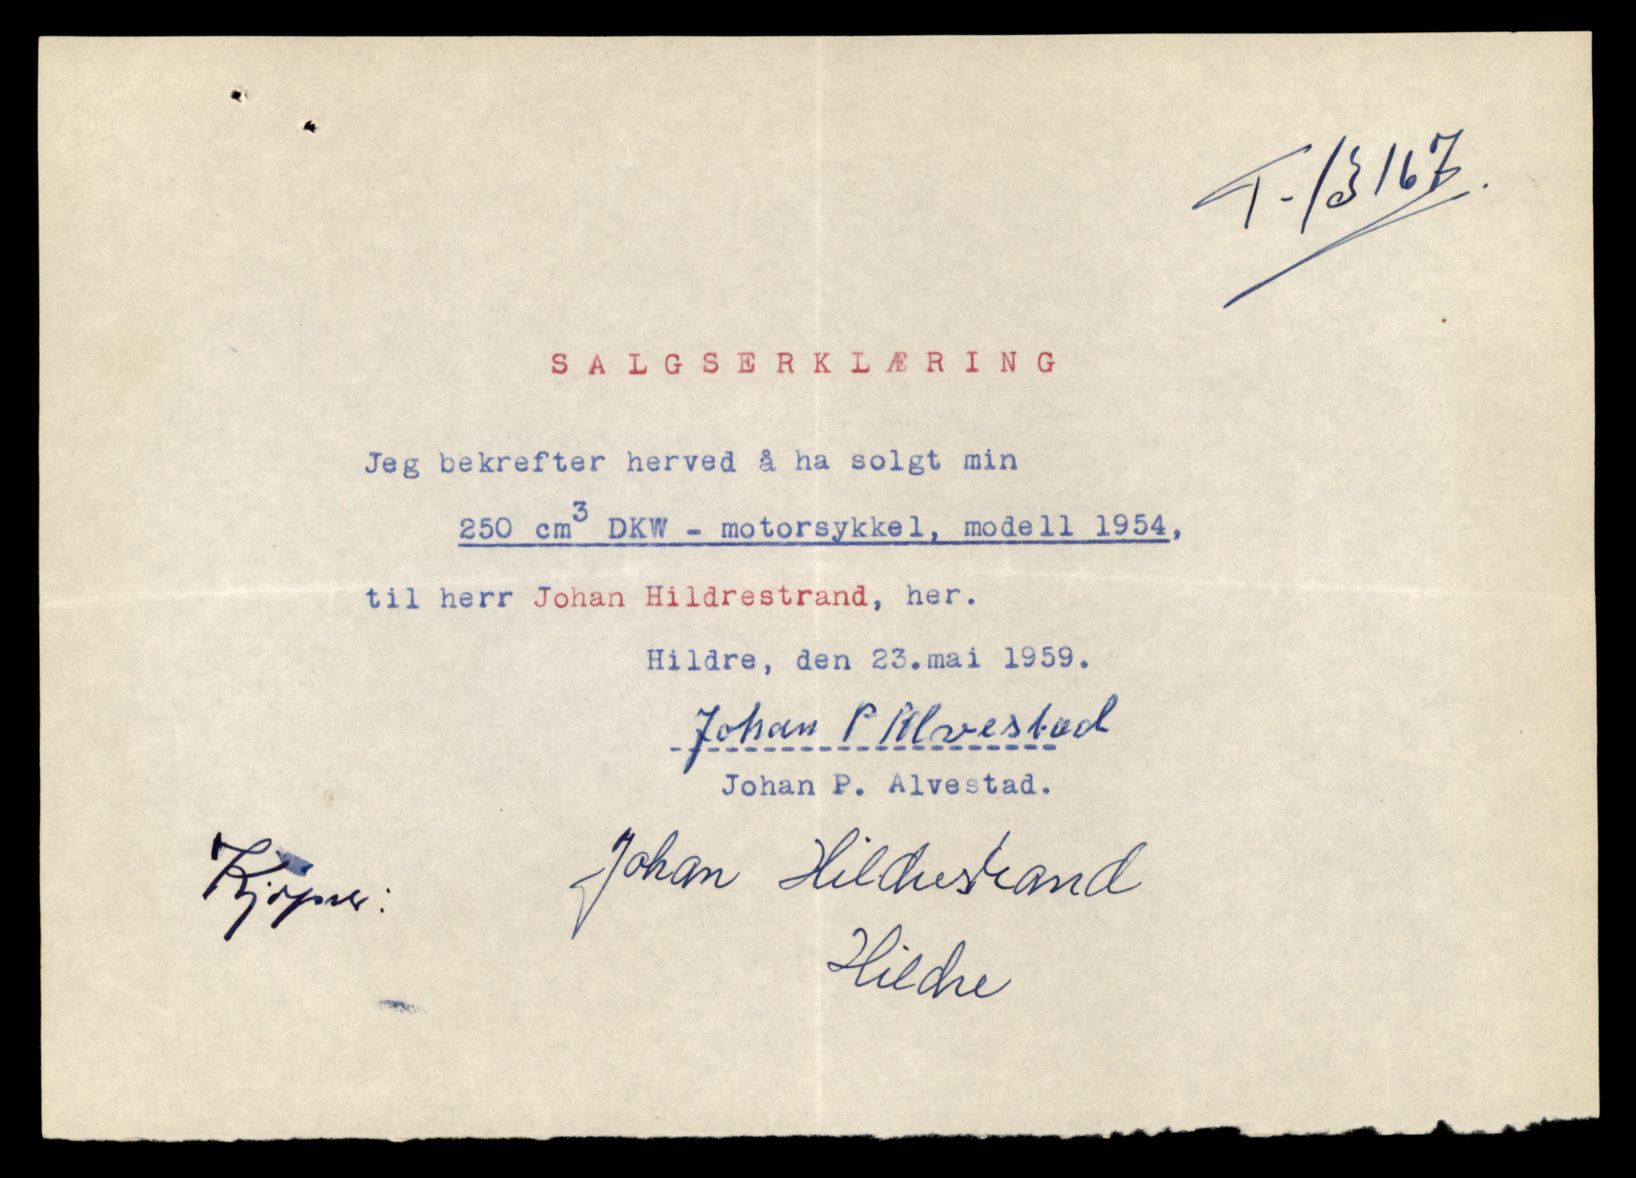 T-13167.
SALGSERKLÆRING
Jeg bekrefter herved å ha solgt min
250 cm³ DKW - motorsykkel, modell 1954,
til herr Johan Hildrestrand, her.
Hildre, den 23.mai 1959.
Johan P Alvestad
Johan P. Alvestad.
Kjøper: Johan Hildrestrand
Hildre